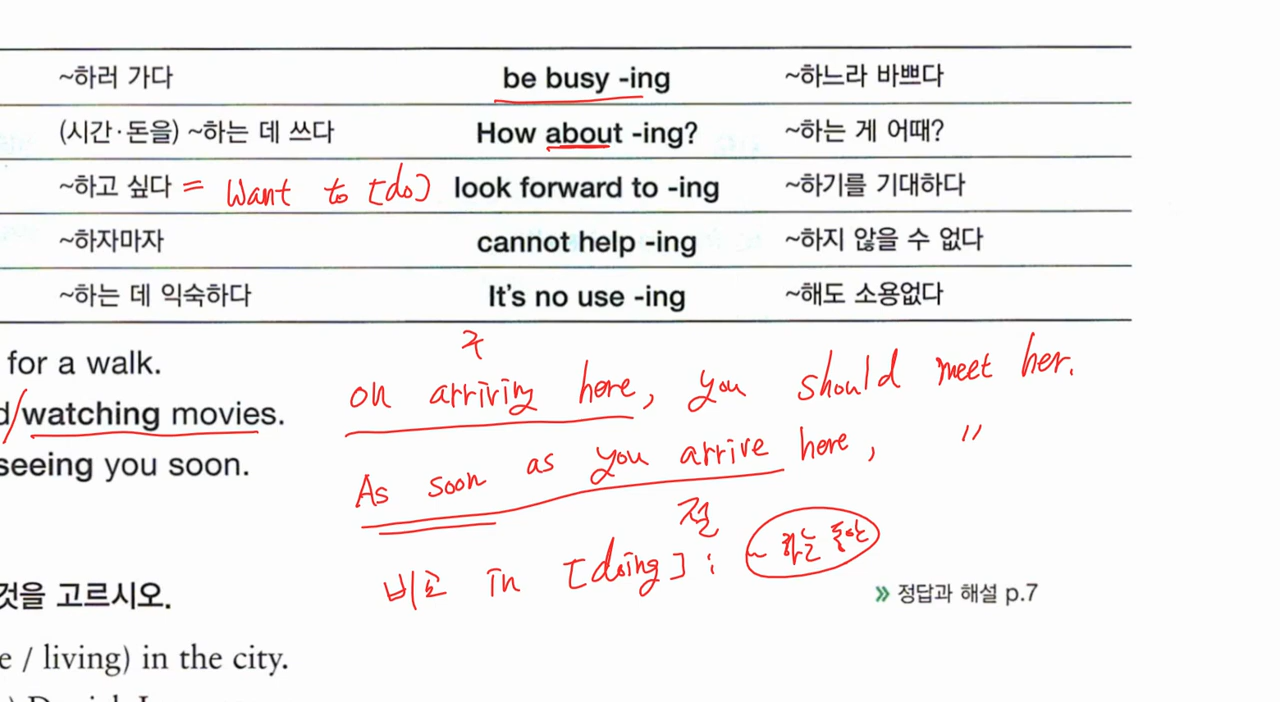 ~하러 가다 be busy -ing ~하느라 바쁘다
(시간·돈을) ~하는 데 쓰다 How about -ing? ~하는 게 어때?
~하고 싶다 = Want to [do] look forward to -ing ~하기를 기대하다
~하자마자 cannot help -ing ~하지 않을 수 없다
~하는 데 익숙하다 It's no use -ing ~해도 소용없다
구
for a walk.
on arriving here, you should meet her.
/watching movies.
As soon as you arrive here, "
seeing you soon.
절
비교 in [doing] : ~하는 동안
것을 고르시오.
» 정답과 해설 p.7
e / living) in the city.